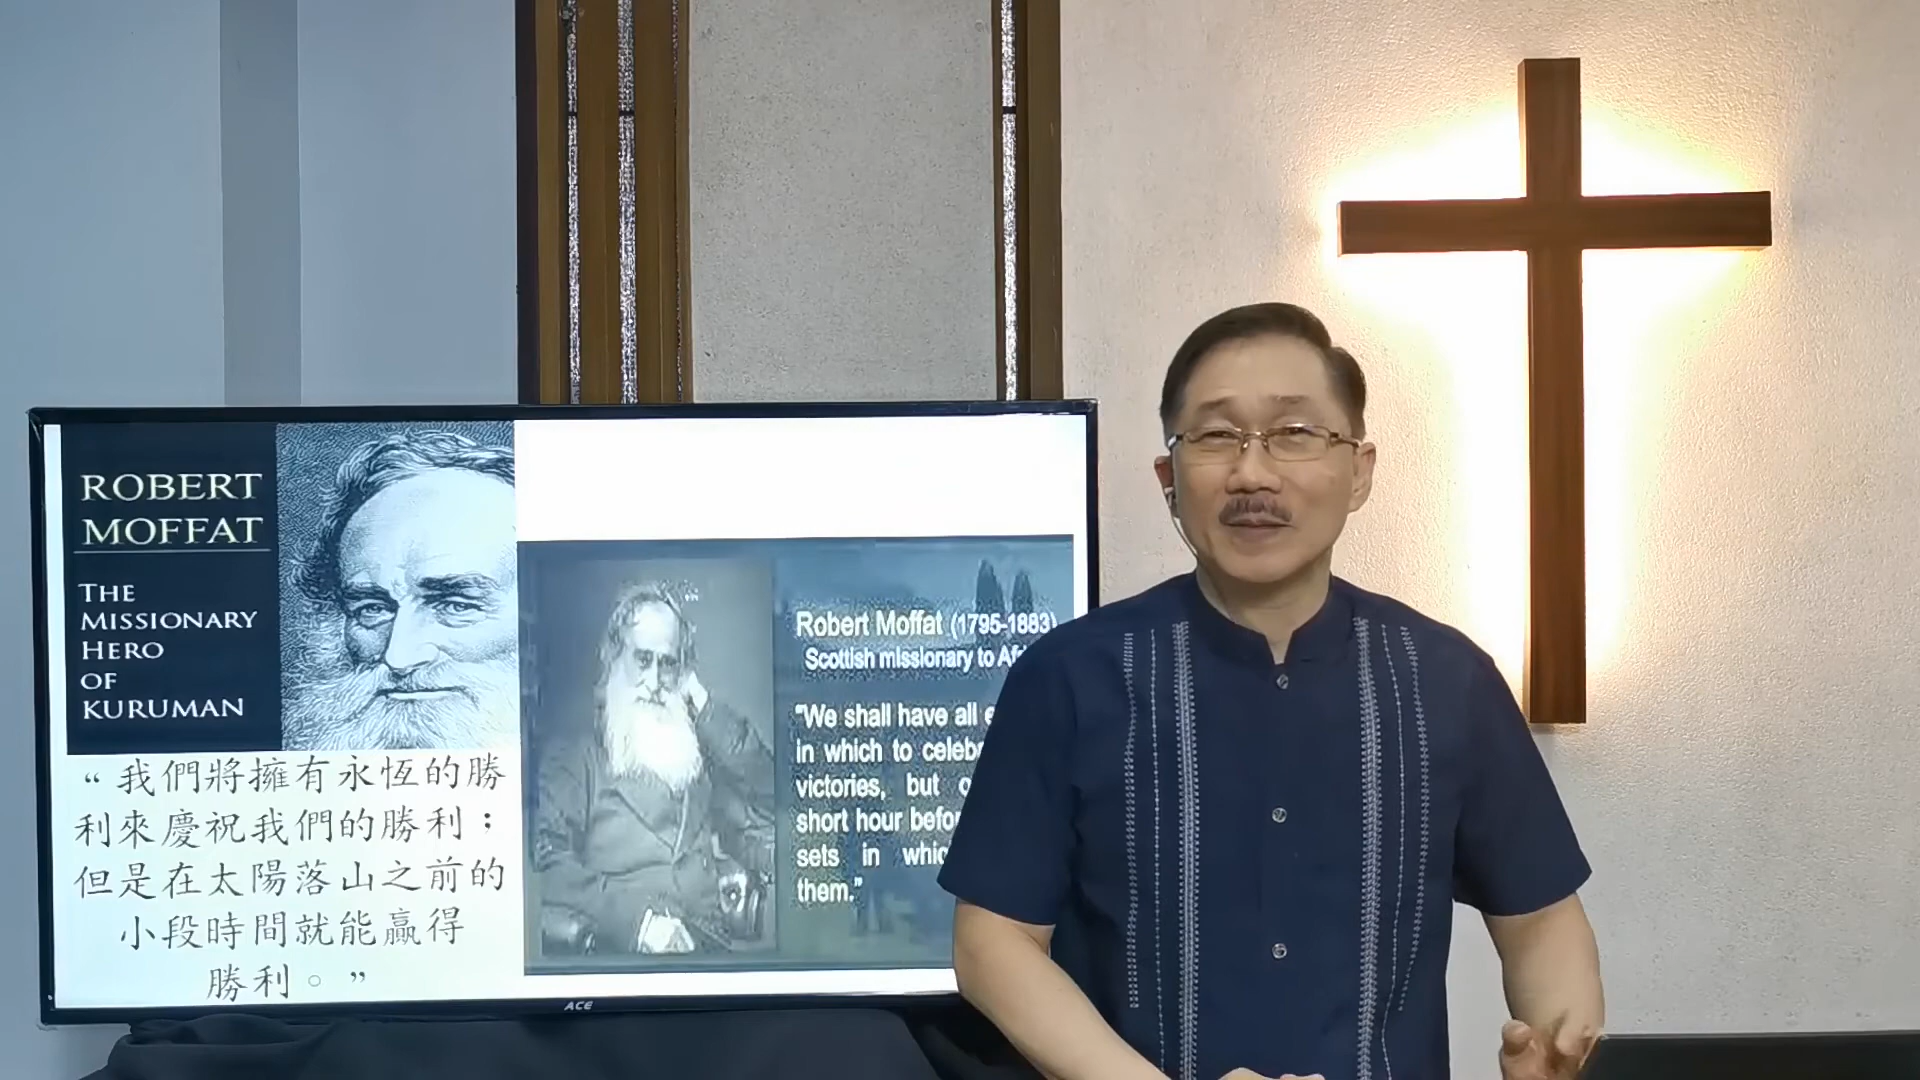 ROBERT
MOFFAT
THE
MISSIONARY
HERO
OF
KURUMAN
“我們將擁有永恆的勝
利來慶祝我們的勝利；
但是在太陽落山之前的
小段時間就能贏得
勝利。”
Robert Moffat (1795-1883)
Scottish missionary to
"We shall have all
in which to
victories, but
short hour
sets in
them.”
ACE